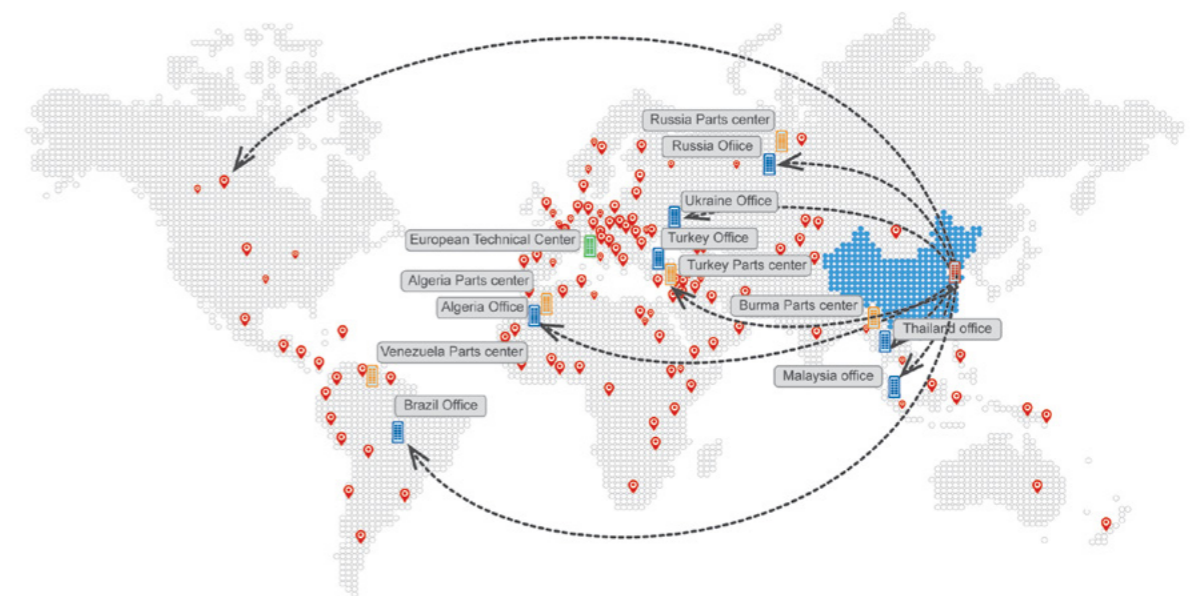 Russia Parts center
Russia Ofiice
Ukraine Office
European Technical Center
Turkey Office
Turkey Parts center
Algeria Parts center
Algeria Office
Burma Parts center
Thailand office
Venezuela Parts center
Malaysia office
Brazil Office